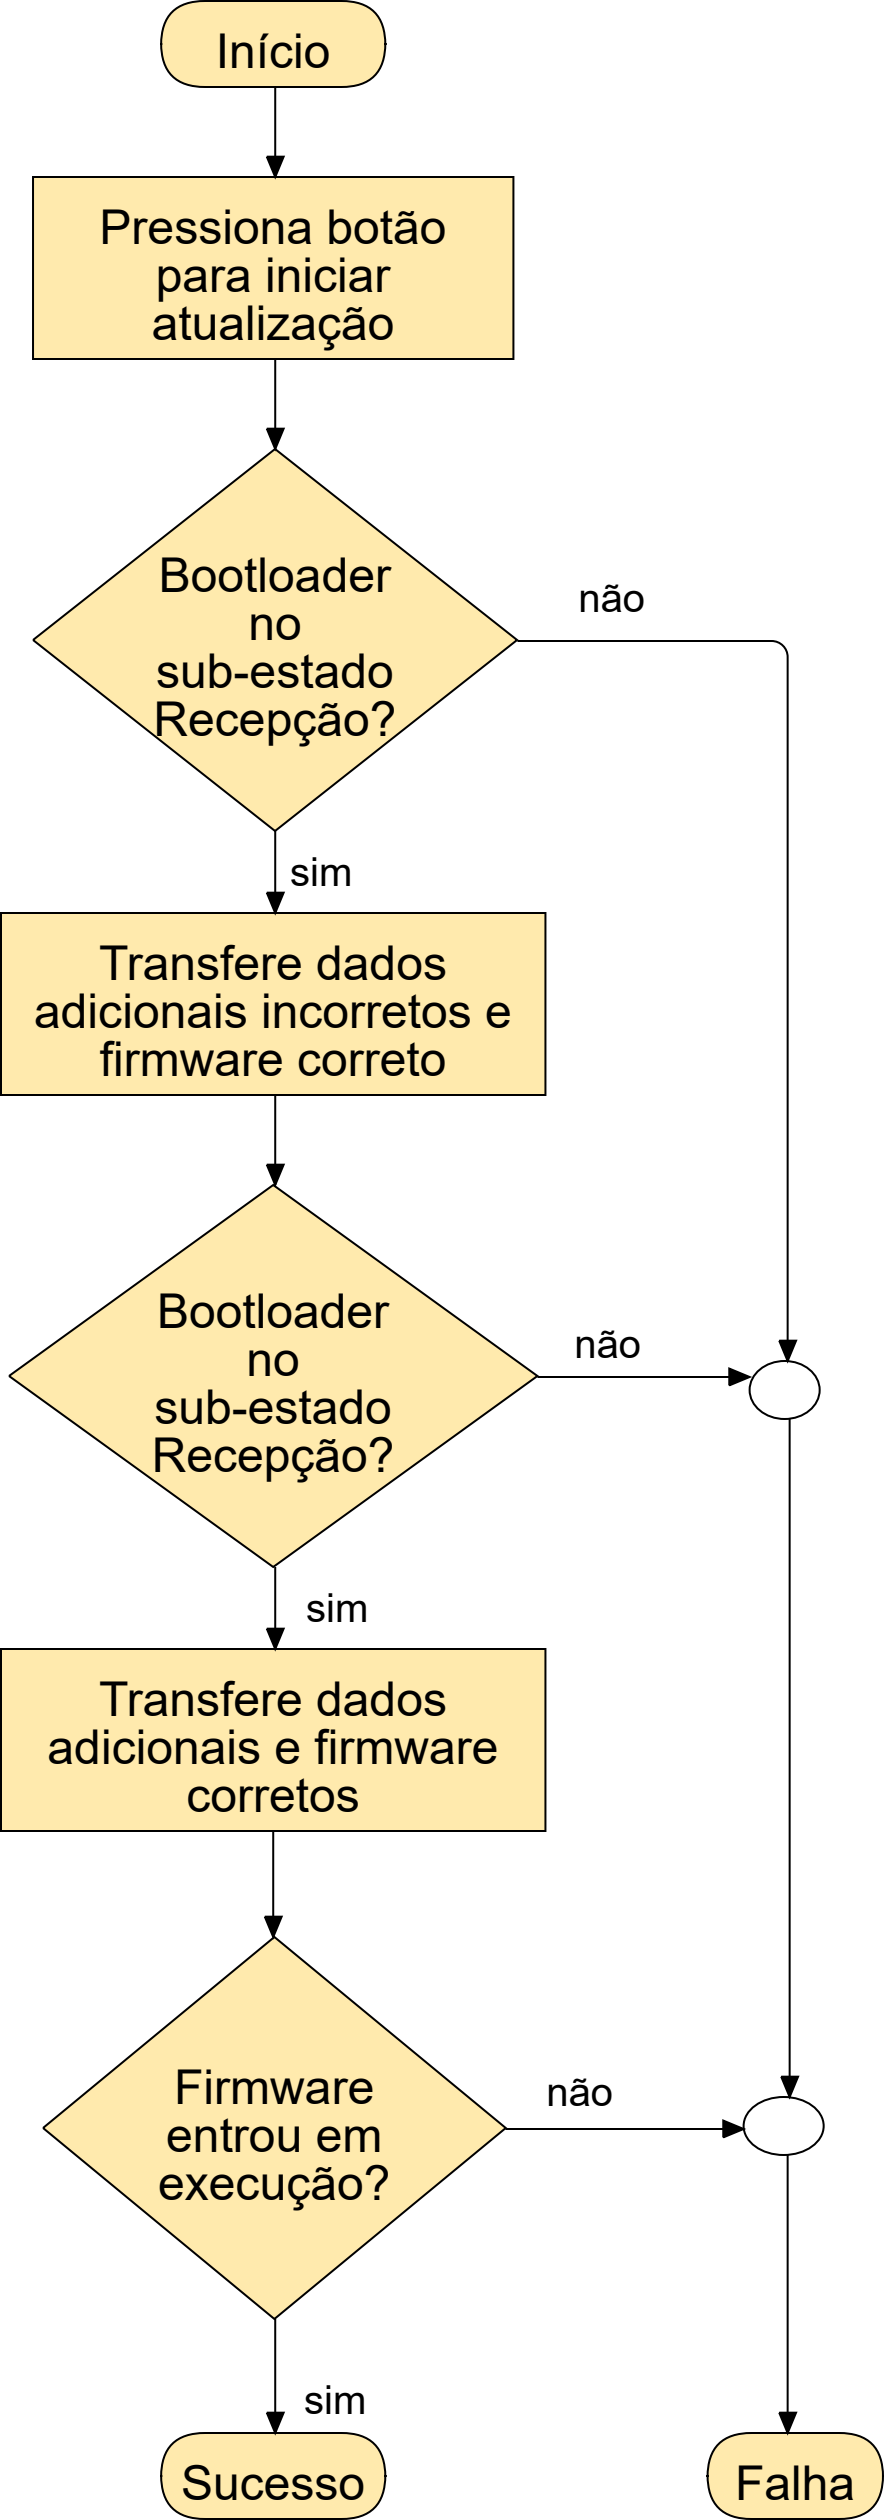 Início
Pressiona botão
para iniciar
atualização
Bootloader
no
sub-estado
Recepção?
não
sim
Transfere dados
adicionais incorretos e
firmware correto
Bootloader
no
sub-estado
Recepção?
não
sim
Transfere dados
adicionais e firmware
corretos
Firmware
entrou em
execução?
não
sim
Sucesso
Falha